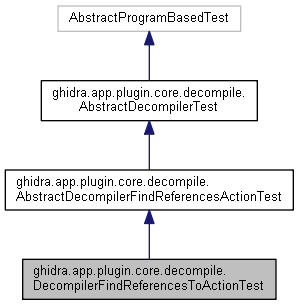 AbstractProgramBasedTest
ghidra.app.plugin.core.decompile.
AbstractDecompilerTest
ghidra.app.plugin.core.decompile.
AbstractDecompilerFindReferencesActionTest
ghidra.app.plugin.core.decompile.
DecompilerFindReferencesToActionTest